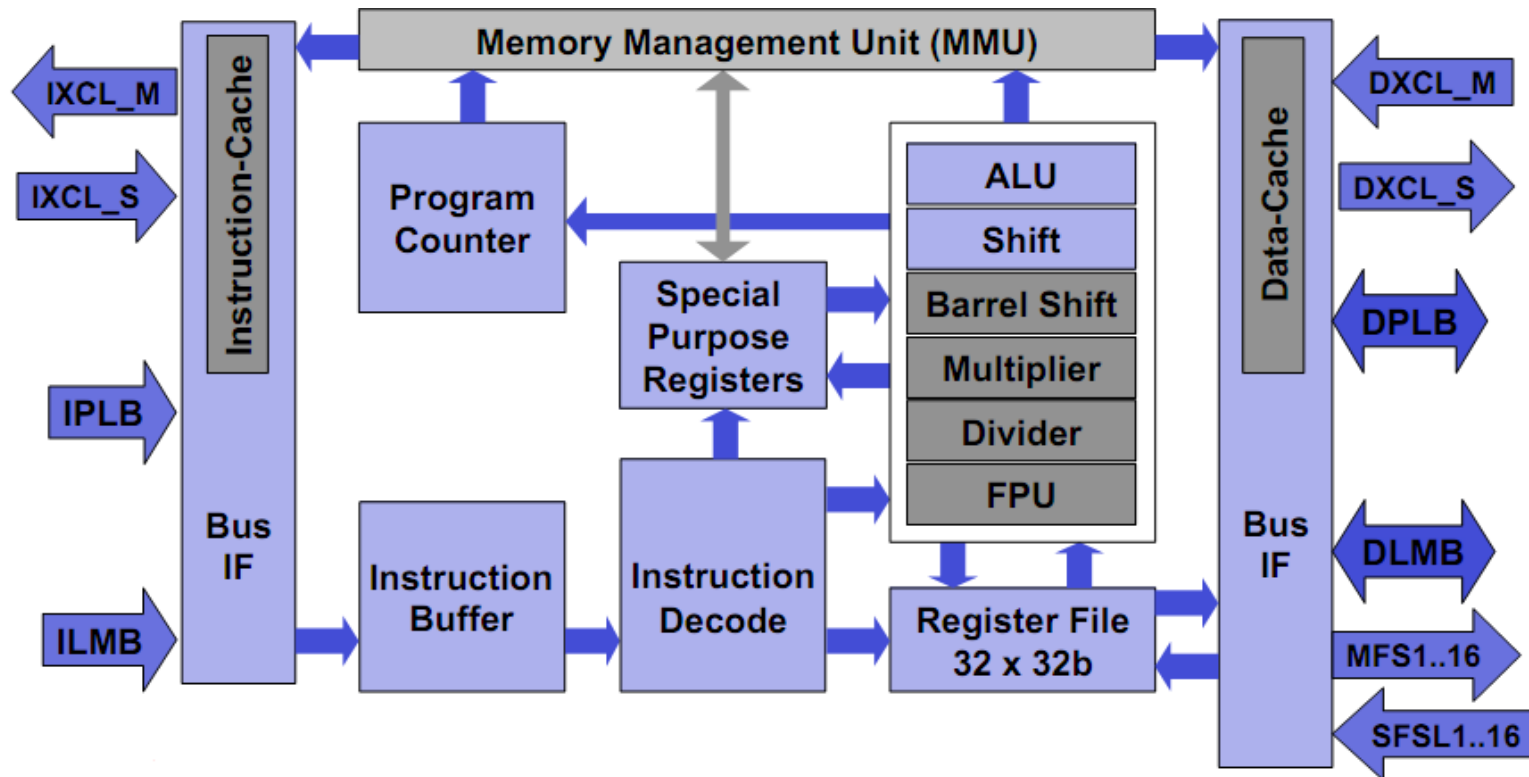 Memory Management Unit (MMU)
IXCL_M
IXCL_S
IPLB
ILMB
Instruction-Cache
Bus
IF
Program
Counter
Special
Purpose
Registers
Instruction
Buffer
Instruction
Decode
ALU
Shift
Barrel Shift
Multiplier
Divider
FPU
Register File
32 x 32b
Data-Cache
Bus
IF
DXCL_M
DXCL_S
DPLB
DLMB
MFS1..16
SFSL1..16